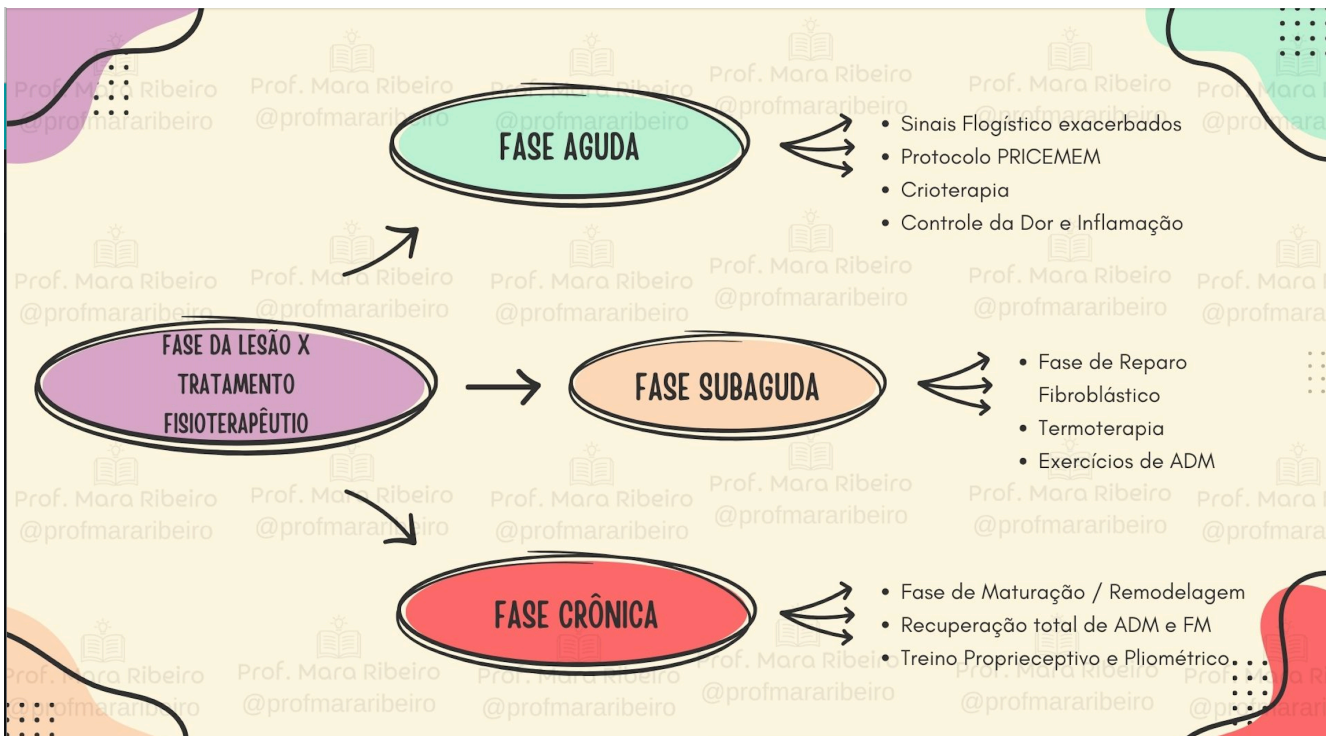 FASE AGUDA
Sinais Flogístico exacerbados
Protocolo PRICEMEM
Crioterapia
Controle da Dor e Inflamação
FASE DA LESÃO X
TRATAMENTO
FISIOTERAPÊUTIO
FASE SUBAGUDA
Fase de Reparo
Fibroblástico
Termoterapia
Exercícios de ADM
FASE CRÔNICA
Fase de Maturação / Remodelagem
Recuperação total de ADM e FM
Treino Proprieceptivo e Pliométrico
Prof. Mara Ribeiro
@profmararibeiro